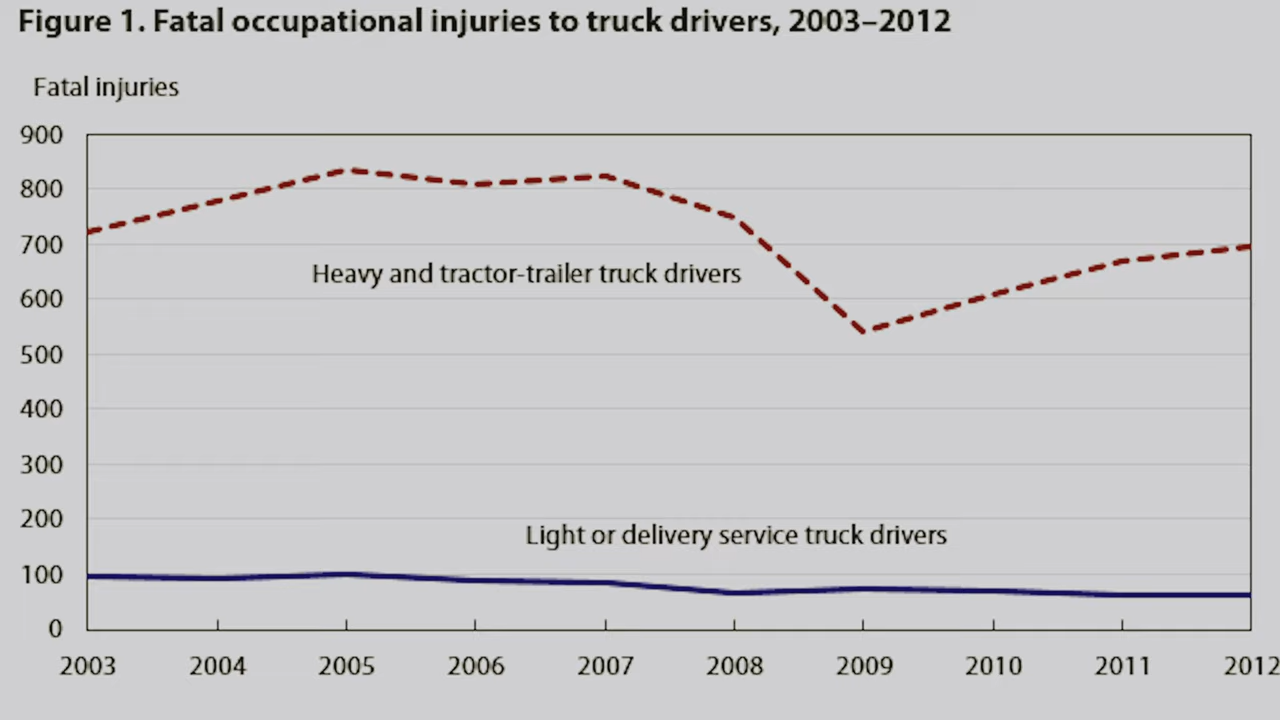 Figure 1. Fatal occupational injuries to truck drivers, 2003–2012
Fatal injuries
900
800
700
600
500
400
300
200
100
0
Heavy and tractor-trailer truck drivers
Light or delivery service truck drivers
2003 2004 2005 2006 2007 2008 2009 2010 2011 2012